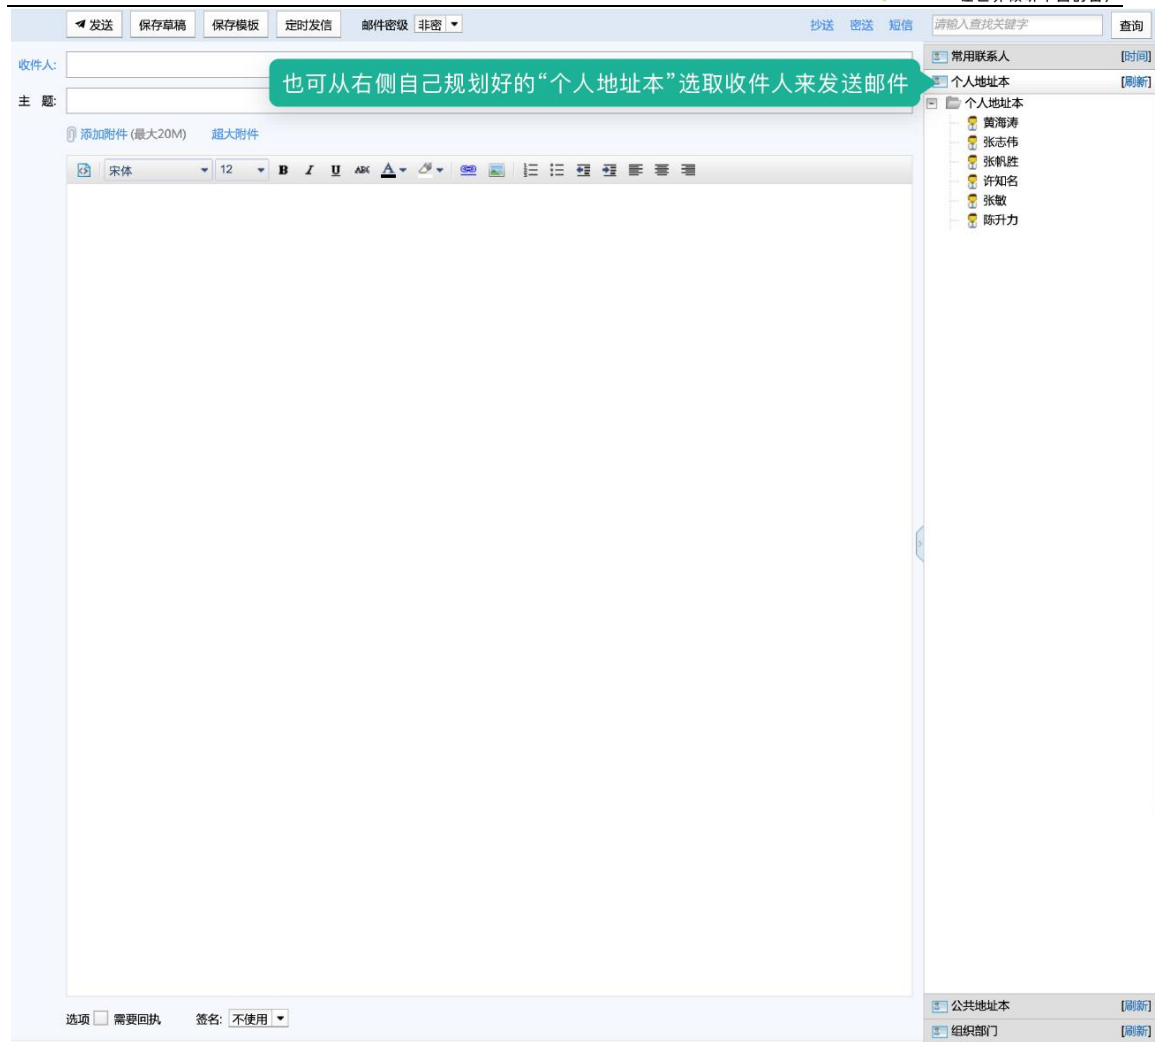 发送 保存草稿 保存模板 定时发信 邮件密级 非密 抄送 密送 短信 请输入查找关键字 查询
收件人: 常用联系人 [时间]
也可从右侧自己规划好的“个人地址本”选取收件人来发送邮件 个人地址本 [刷新]
主 题: 个人地址本
黄海涛
添加附件 (最大20M) 超大附件 张志伟
张帆胜
宋体 12 B I U ABC A
许知名
张敏
陈升力
公共地址本 [刷新]
选项 需要回执 签名: 不使用
组织部门 [刷新]